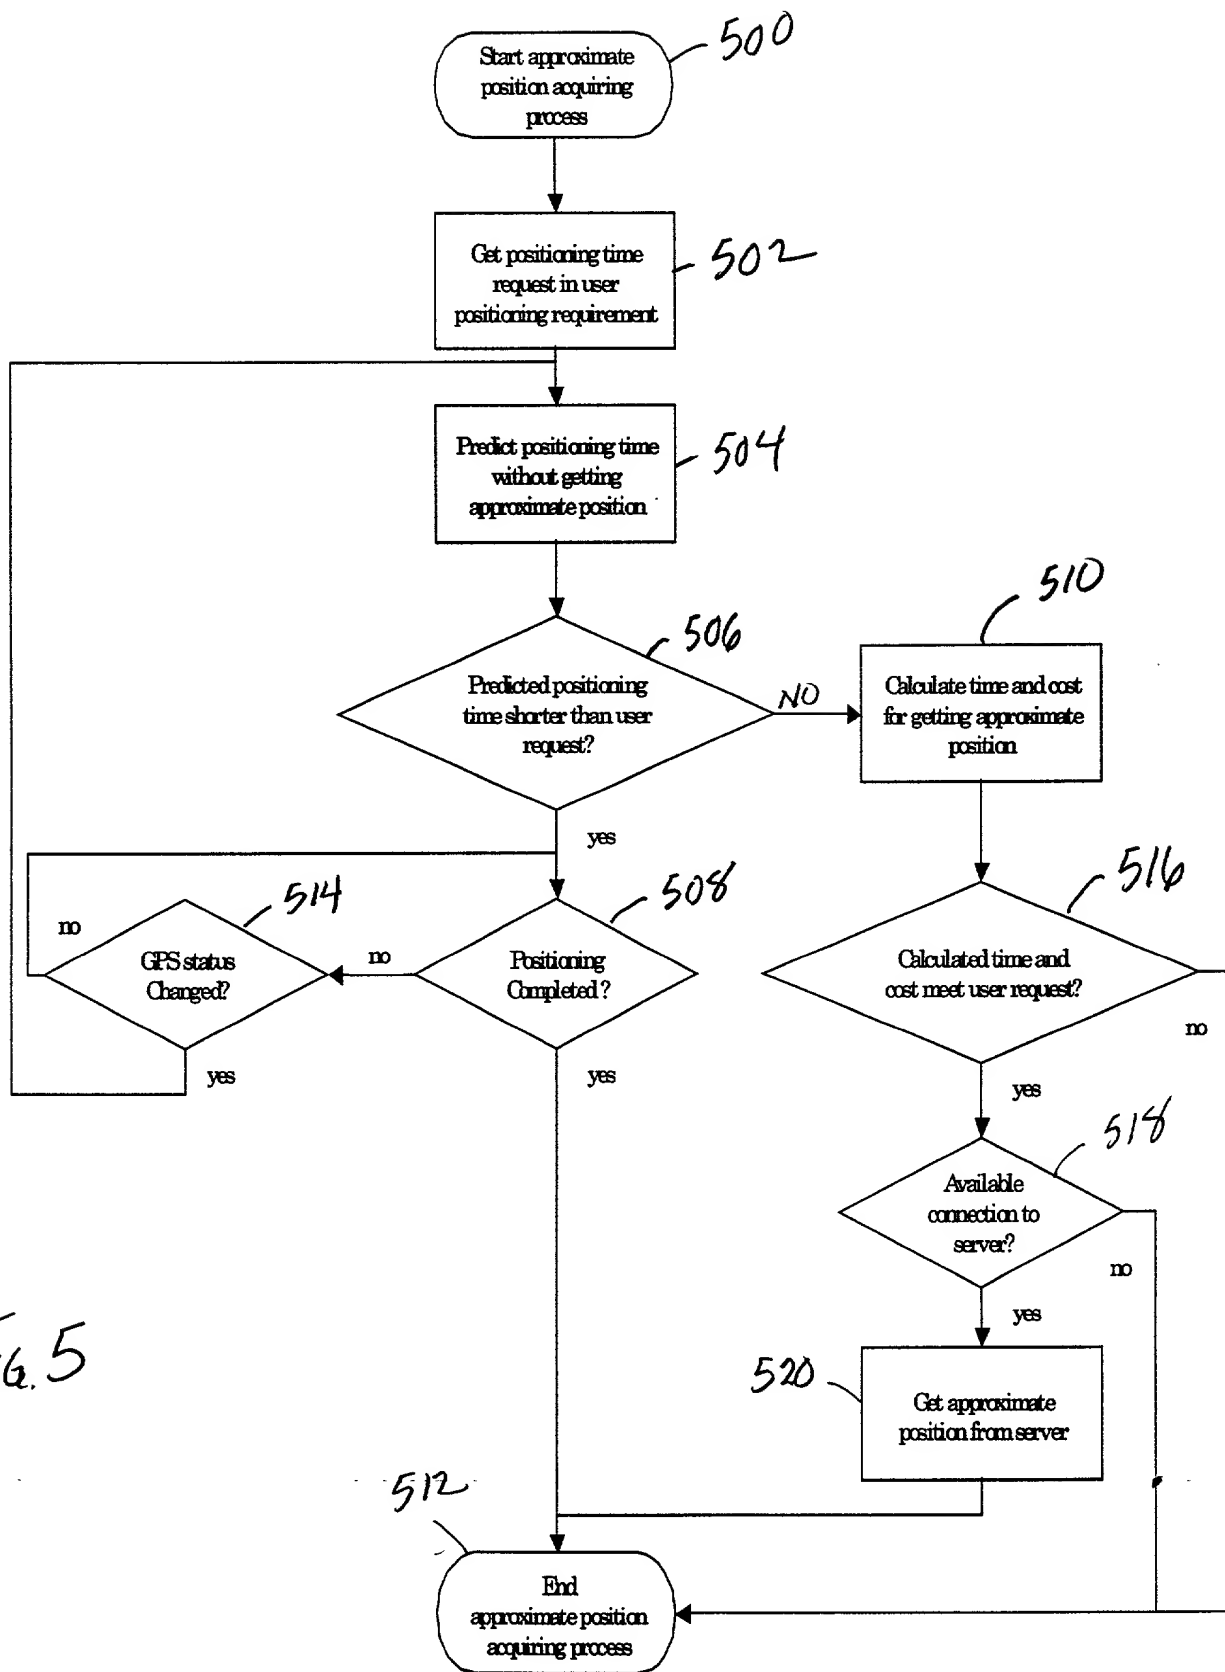 Start approximate
position acquiring
process
500
Get positioning time
request in user
positioning requirement
502
Predict positioning time
without getting
approximate position
504
Predicted positioning
time shorter than user
request?
506
NO
yes
Calculate time and cost
for getting approximate
position
510
GPS status
Changed?
514
no
yes
Positioning
Completed?
508
no
yes
Calculated time and
cost meet user request?
516
no
yes
Available
connection to
server?
518
no
yes
Get approximate
position from server
520
G. 5
512
End
approximate position
acquiring process